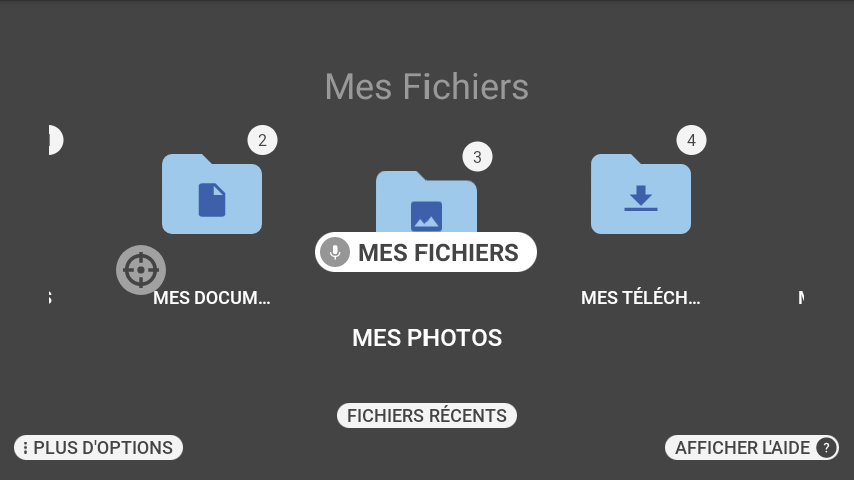 Mes Fichiers
2
3
4
MES FICHIERS
MES DOCUM...
MES TÉLÉCH...
MES PHOTOS
FICHIERS RÉCENTS
PLUS D'OPTIONS
AFFICHER L'AIDE ?